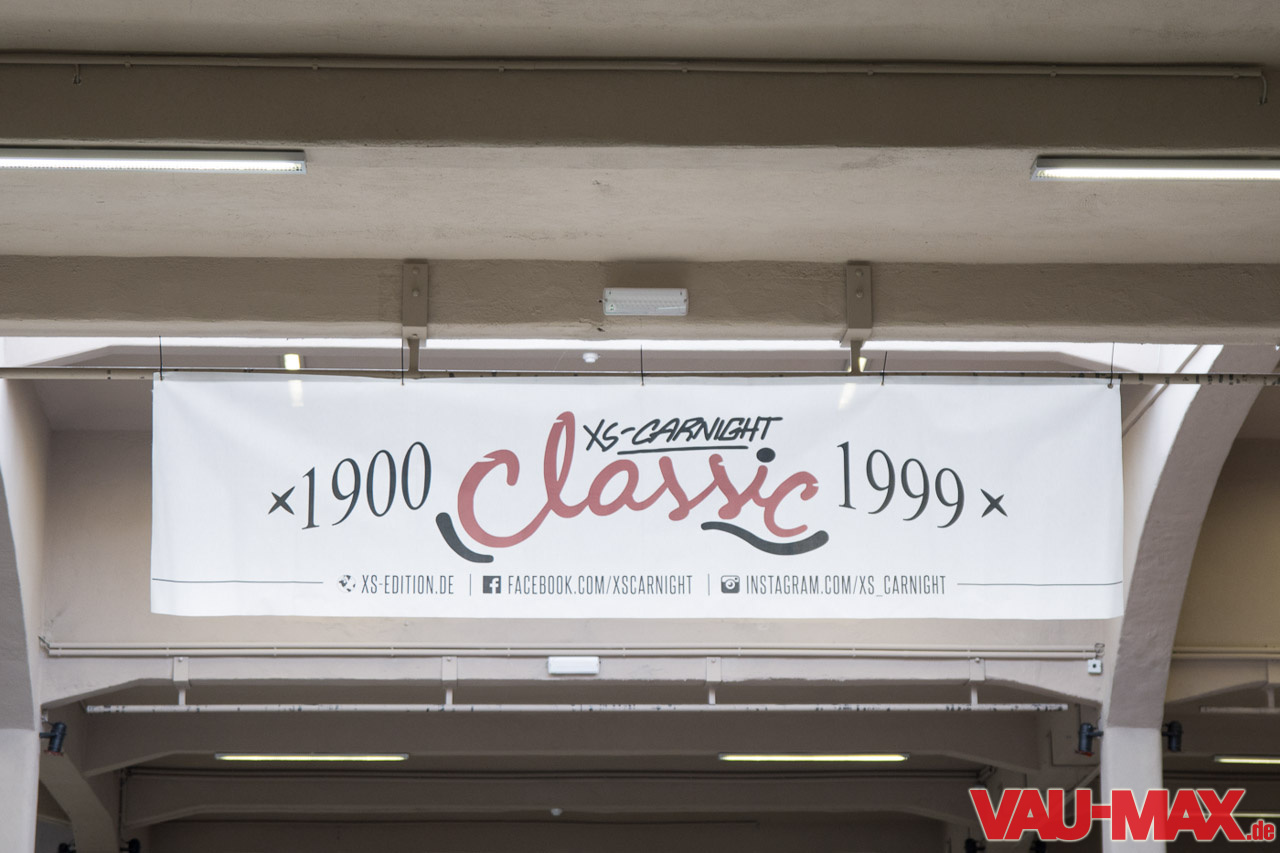 XS-CARNIGHT
×1900 Classic 1999×
XS-EDITION.DE | FACEBOOK.COM/XSCARNIGHT | INSTAGRAM.COM/XS_CARNIGHT
VAU-MAX.de